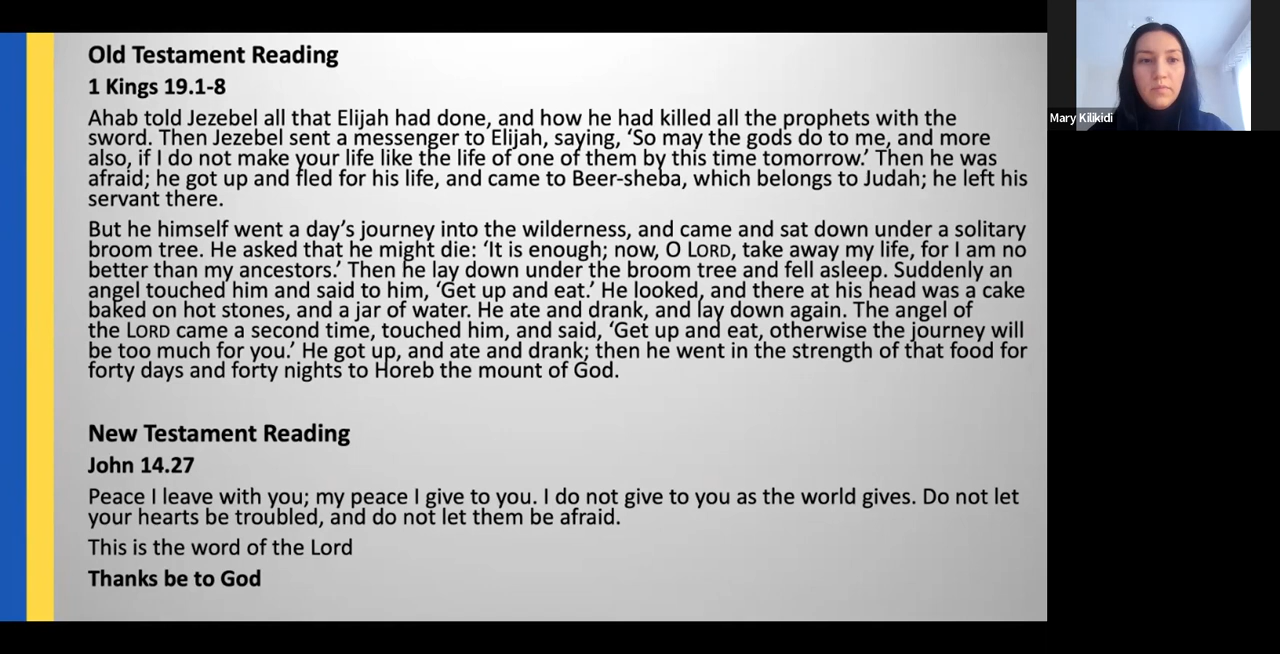 Old Testament Reading
1 Kings 19.1-8
Ahab told Jezebel all that Elijah had done, and how he had killed all the prophets with the
sword. Then Jezebel sent a messenger to Elijah, saying, ‘So may the gods do to me, and more
also, if I do not make your life like the life of one of them by this time tomorrow.’ Then he was
afraid; he got up and fled for his life, and came to Beer-sheba, which belongs to Judah; he left his
servant there.
But he himself went a day’s journey into the wilderness, and came and sat down under a solitary
broom tree. He asked that he might die: ‘It is enough; now, O LORD, take away my life, for I am no
better than my ancestors.’ Then he lay down under the broom tree and fell asleep. Suddenly an
angel touched him and said to him, ‘Get up and eat.’ He looked, and there at his head was a cake
baked on hot stones, and a jar of water. He ate and drank, and lay down again. The angel of
the LORD came a second time, touched him, and said, ‘Get up and eat, otherwise the journey will
be too much for you.’ He got up, and ate and drank; then he went in the strength of that food for
forty days and forty nights to Horeb the mount of God.
New Testament Reading
John 14.27
Peace I leave with you; my peace I give to you. I do not give to you as the world gives. Do not let
your hearts be troubled, and do not let them be afraid.
This is the word of the Lord
Thanks be to God
Mary Kilikidi